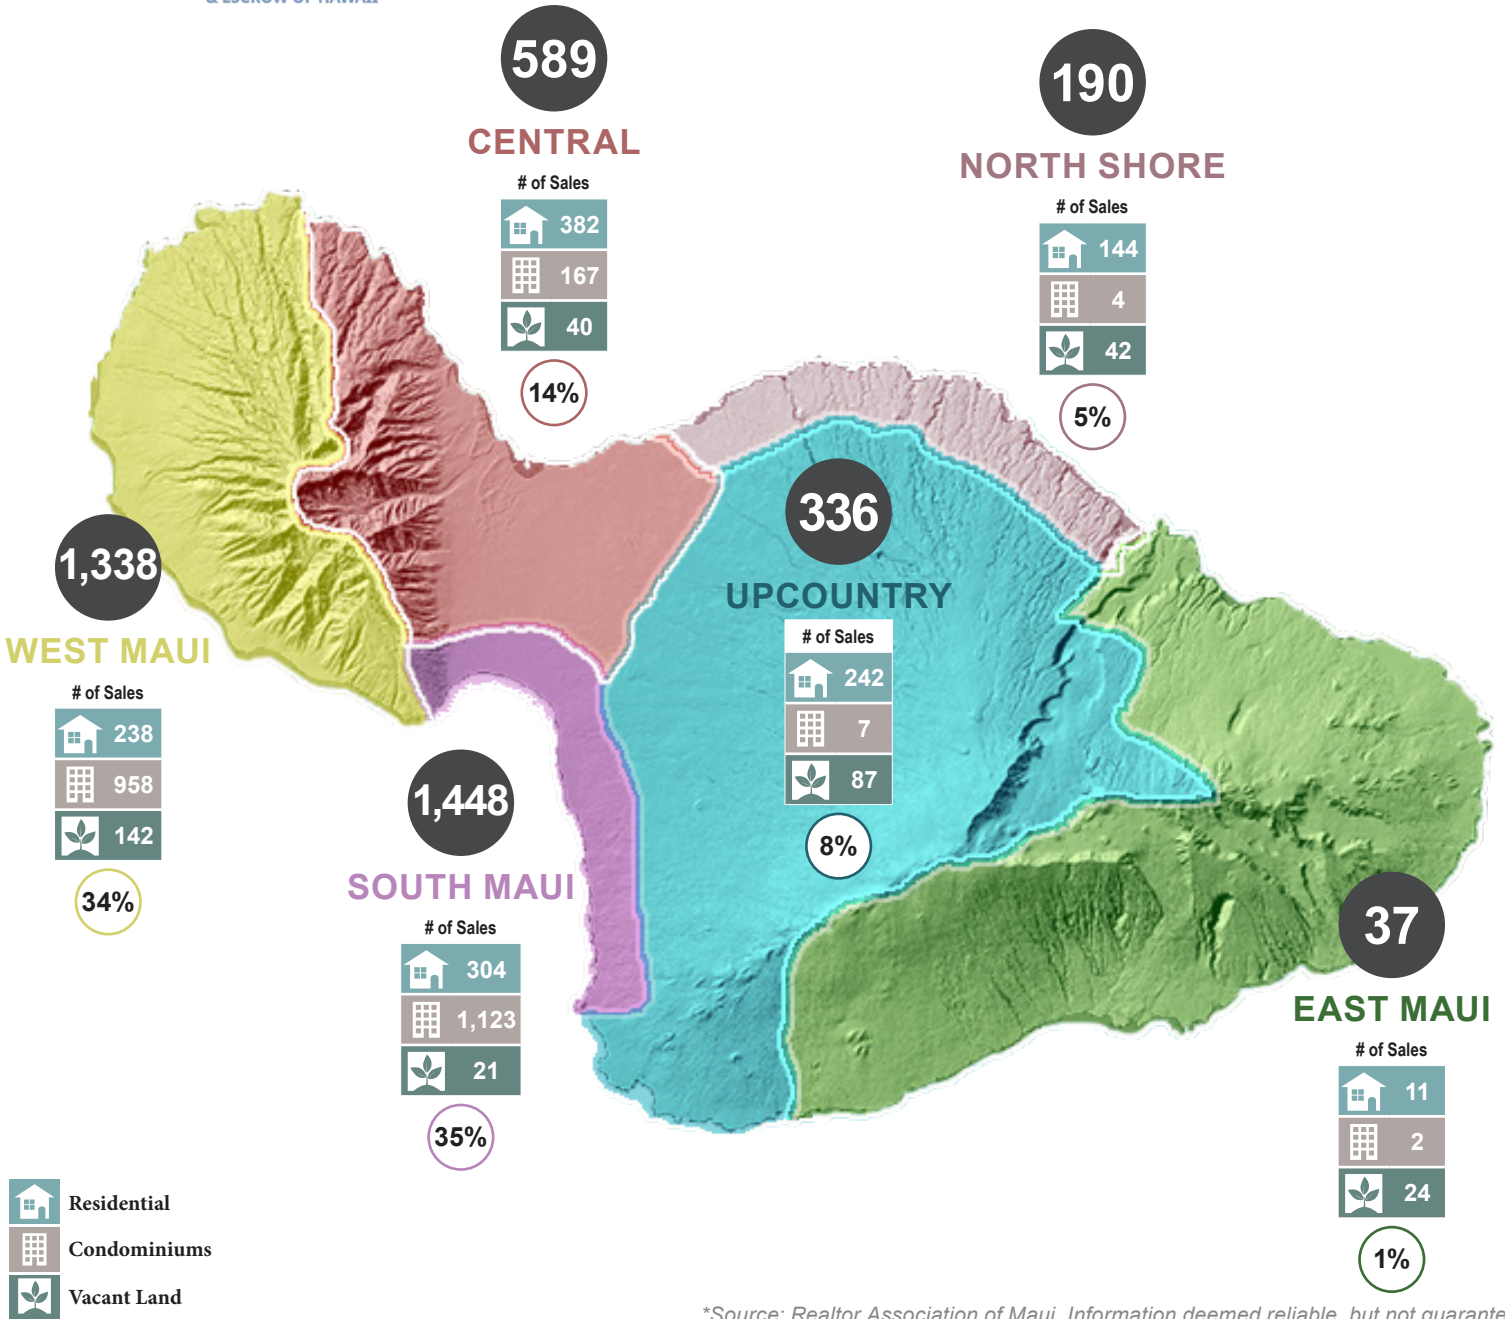 & ESCROW OF HAWAII
589
CENTRAL
# of Sales
382
167
40
14%
190
NORTH SHORE
# of Sales
144
4
42
5%
336
UPCOUNTRY
# of Sales
242
7
87
8%
1,338
WEST MAUI
# of Sales
238
958
142
34%
1,448
SOUTH MAUI
# of Sales
304
1,123
21
35%
37
EAST MAUI
# of Sales
11
2
24
1%
Residential
Condominiums
Vacant Land
*Source: Realtor Association of Maui. Information deemed reliable, but not guarante